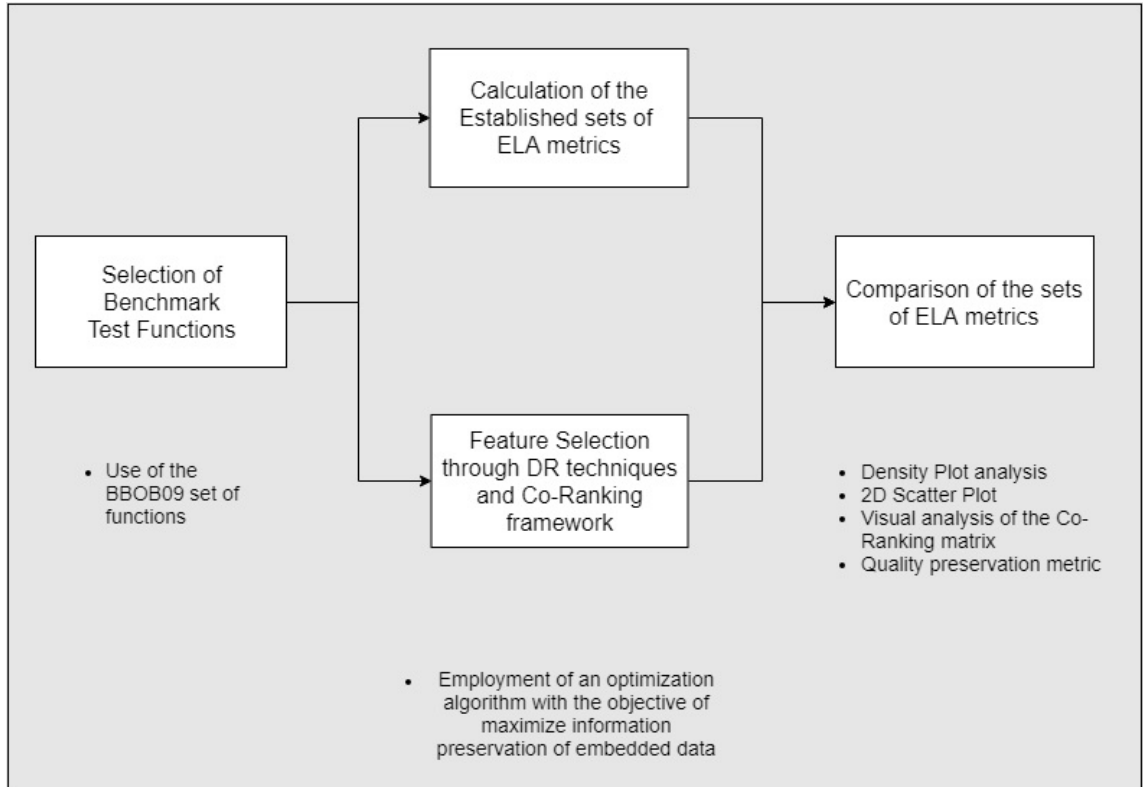 Calculation of the
Established sets of
ELA metrics
Selection of
Benchmark
Test Functions
Comparison of the sets
of ELA metrics
Feature Selection
through DR techniques
and Co-Ranking
framework
• Use of the
BBOB09 set of
functions
• Density Plot analysis
• 2D Scatter Plot
• Visual analysis of the Co-
Ranking matrix
• Quality preservation metric
• Employment of an optimization
algorithm with the objective of
maximize information
preservation of embedded data